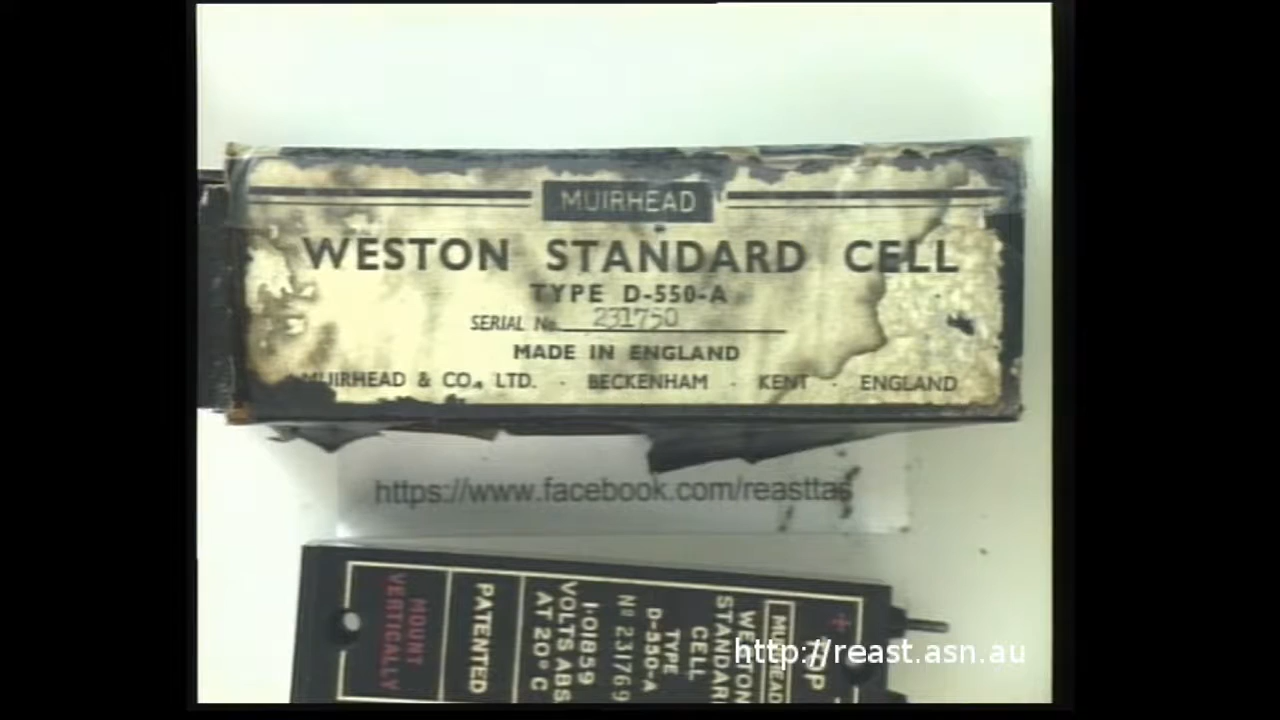 MUIRHEAD
WESTON STANDARD CELL
TYPE D-550-A
SERIAL No. 231750
MADE IN ENGLAND
MUIRHEAD & CO., LTD. · BECKENHAM · KENT · ENGLAND
https://www.facebook.com/reasttas
TOP
+
MUIRHEAD
WESTON
STANDARD
CELL
TYPE
D-550-A
Nº 231769
1·01859
VOLTS ABS.
AT 20º C
PATENTED
MOUNT
VERTICALLY
http://reast.asn.au